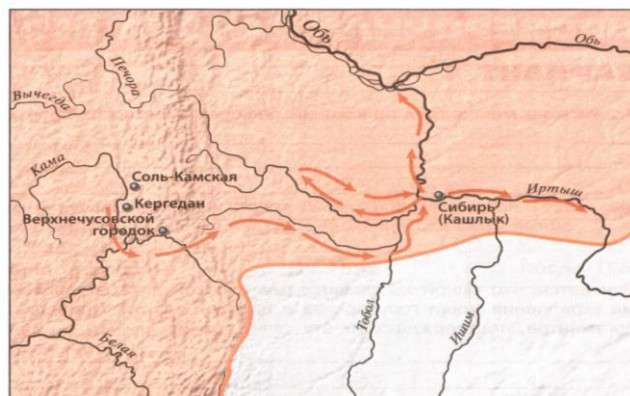 Обь
Обь
Печора
Вычегда
Кама
Соль-Камская
Кергедан
Верхнечусовской
городок
Сибирь
(Кашлык)
Иртыш
Тобол
Ишим
Белая